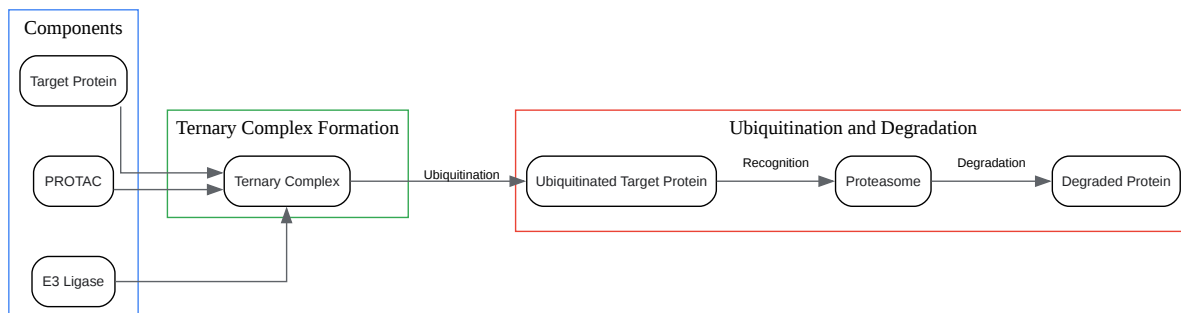 Components
Target Protein
PROTAC
E3 Ligase
Ternary Complex Formation
Ternary Complex
Ubiquitination
Ubiquitination and Degradation
Ubiquitinated Target Protein
Recognition
Proteasome
Degradation
Degraded Protein